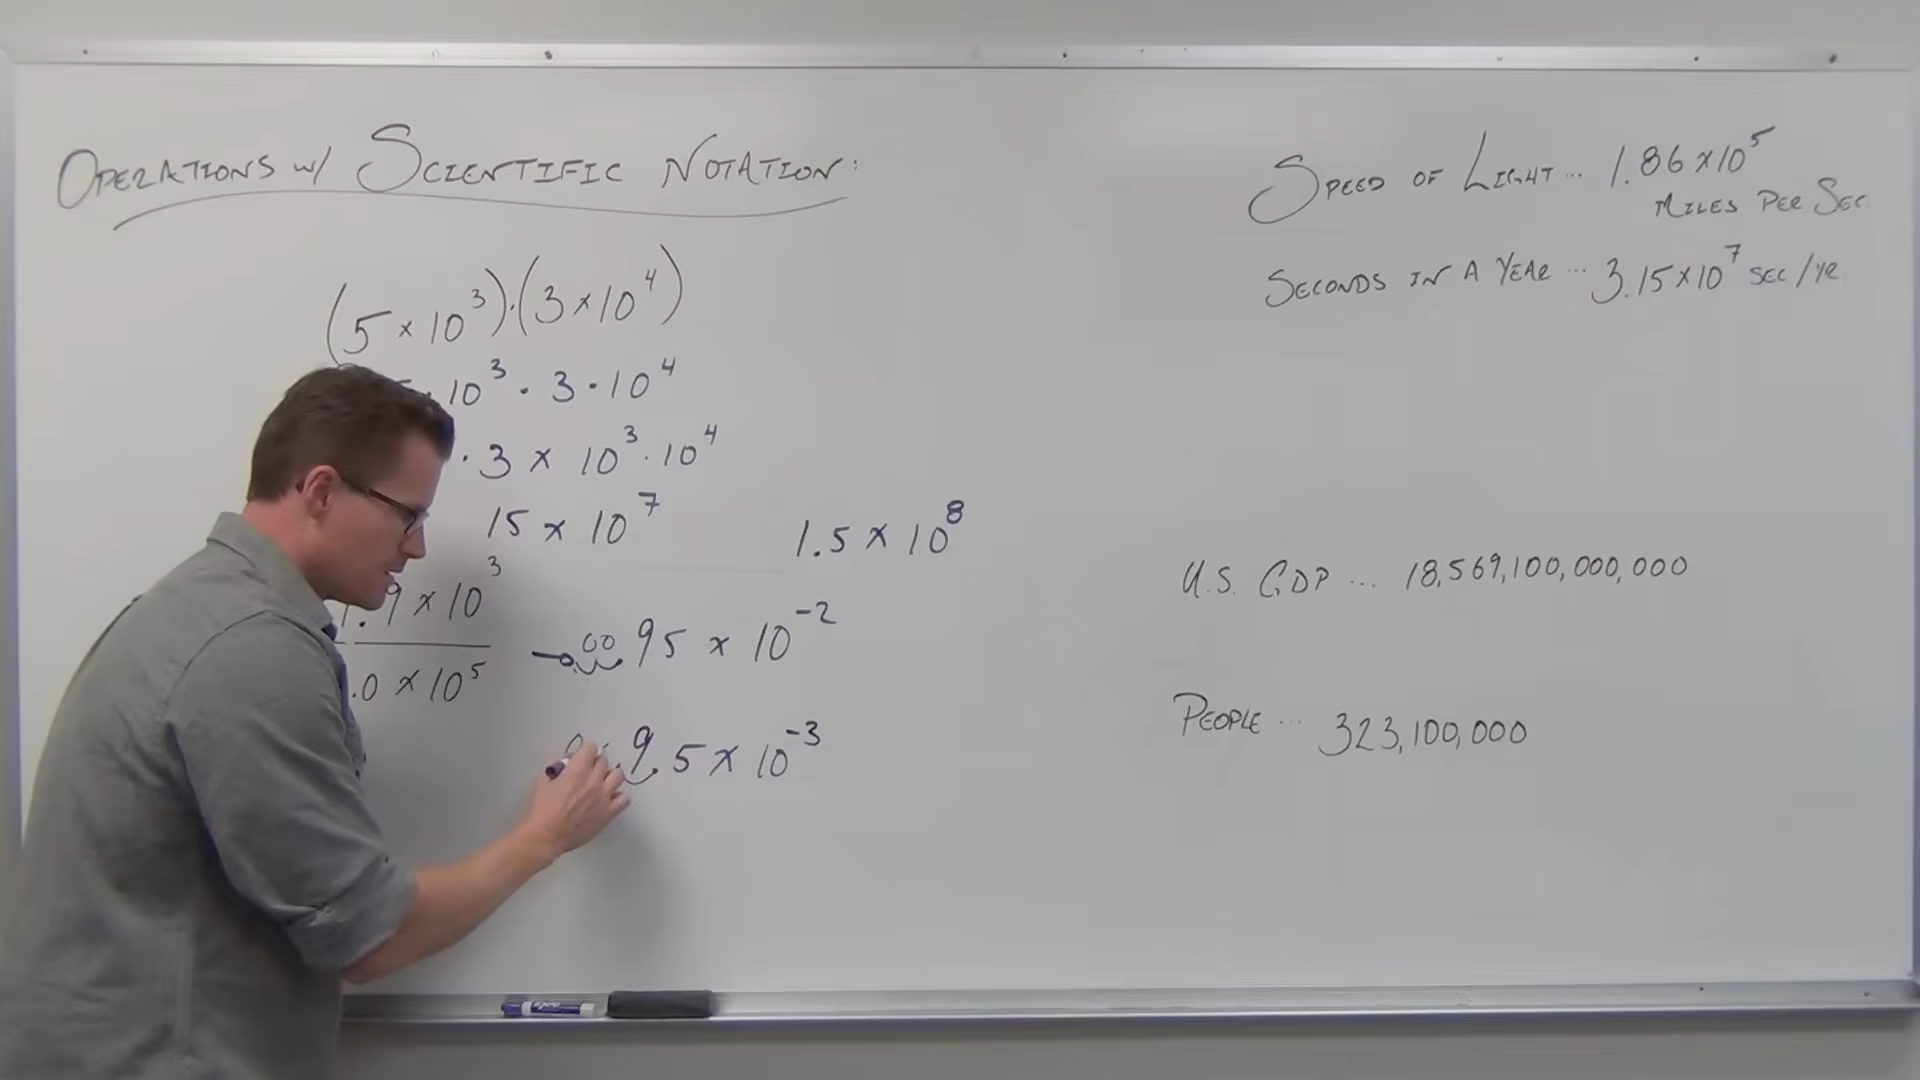 OPERATIONS W/ SCIENTIFIC NOTATION:
(5 × 10³)·(3 × 10⁴)
· 10³ · 3 · 10⁴
· 3 × 10³ · 10⁴
15 × 10⁷
1.5 × 10⁸
.9 × 10³
.0 × 10⁵
.0095 × 10⁻²
9.5 × 10⁻³
SPEED OF LIGHT ... 1.86 × 10⁵
MILES PER SEC.
SECONDS IN A YEAR ... 3.15 × 10⁷ SEC/YR
U.S. GDP ... 18,569,100,000,000
PEOPLE ... 323,100,000